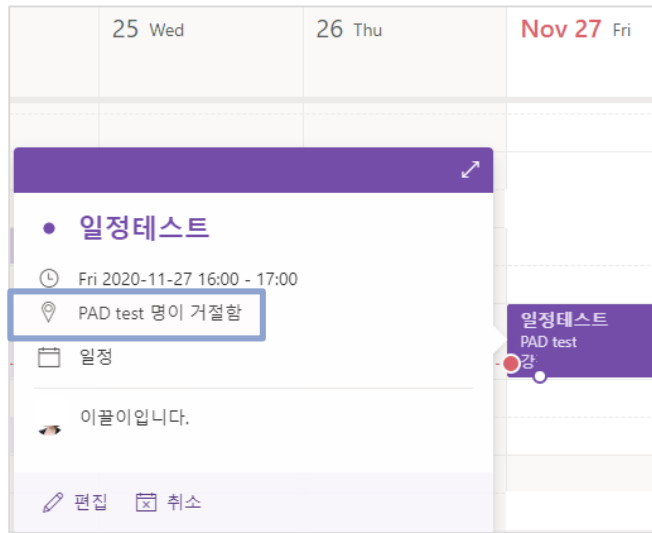 25 Wed
26 Thu
Nov 27 Fri
일정테스트
Fri 2020-11-27 16:00 - 17:00
PAD test 명이 거절함
일정
이끌이입니다.
편집
취소
일정테스트
PAD test
강